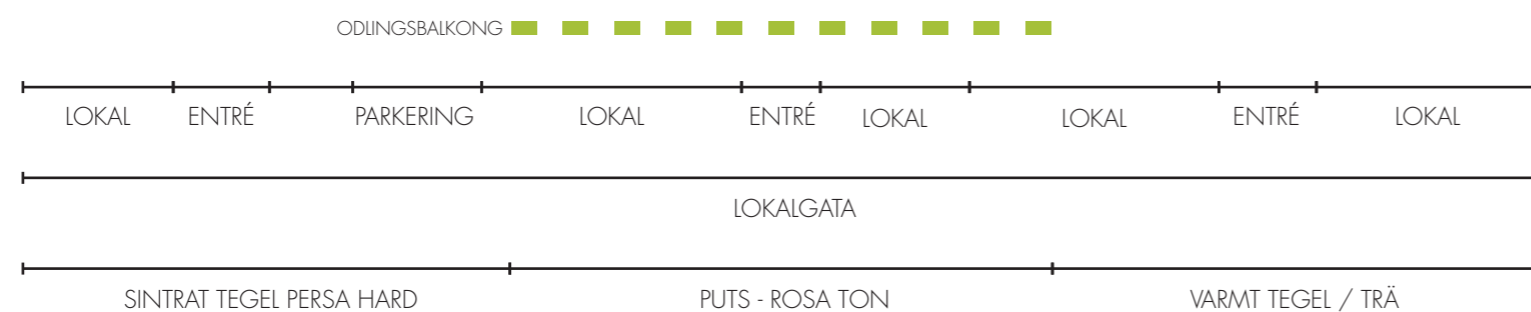 ODLINGSBALKONG
LOKAL ENTRÉ PARKERING LOKAL ENTRÉ LOKAL LOKAL ENTRÉ LOKAL
LOKALGATA
SINTRAT TEGEL PERSA HARD PUTS - ROSA TON VARMT TEGEL / TRÄ